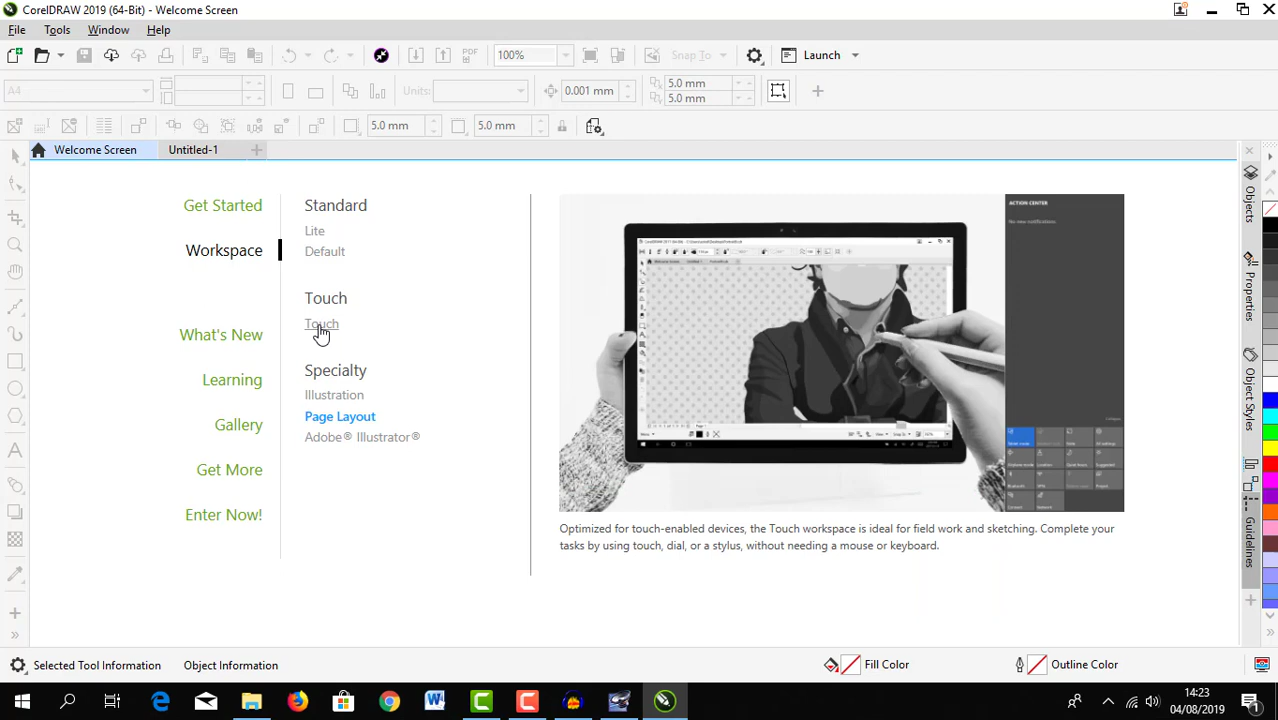 CorelDRAW 2019 (64-Bit) - Welcome Screen
File Tools Window Help
PDF 100% Snap To Launch
A4 Units: 0.001 mm 5.0 mm
5.0 mm
5.0 mm 5.0 mm
Welcome Screen Untitled-1
Get Started
Workspace
What's New
Learning
Gallery
Get More
Enter Now!
Standard
Lite
Default
Touch
Touch
Specialty
Illustration
Page Layout
Adobe® Illustrator®
ACTION CENTER
No new notifications.
Collapse
Optimized for touch-enabled devices, the Touch workspace is ideal for field work and sketching. Complete your
tasks by using touch, dial, or a stylus, without needing a mouse or keyboard.
Objects
Properties
Object Styles
Guidelines
Selected Tool Information Object Information Fill Color Outline Color
14:23
04/08/2019